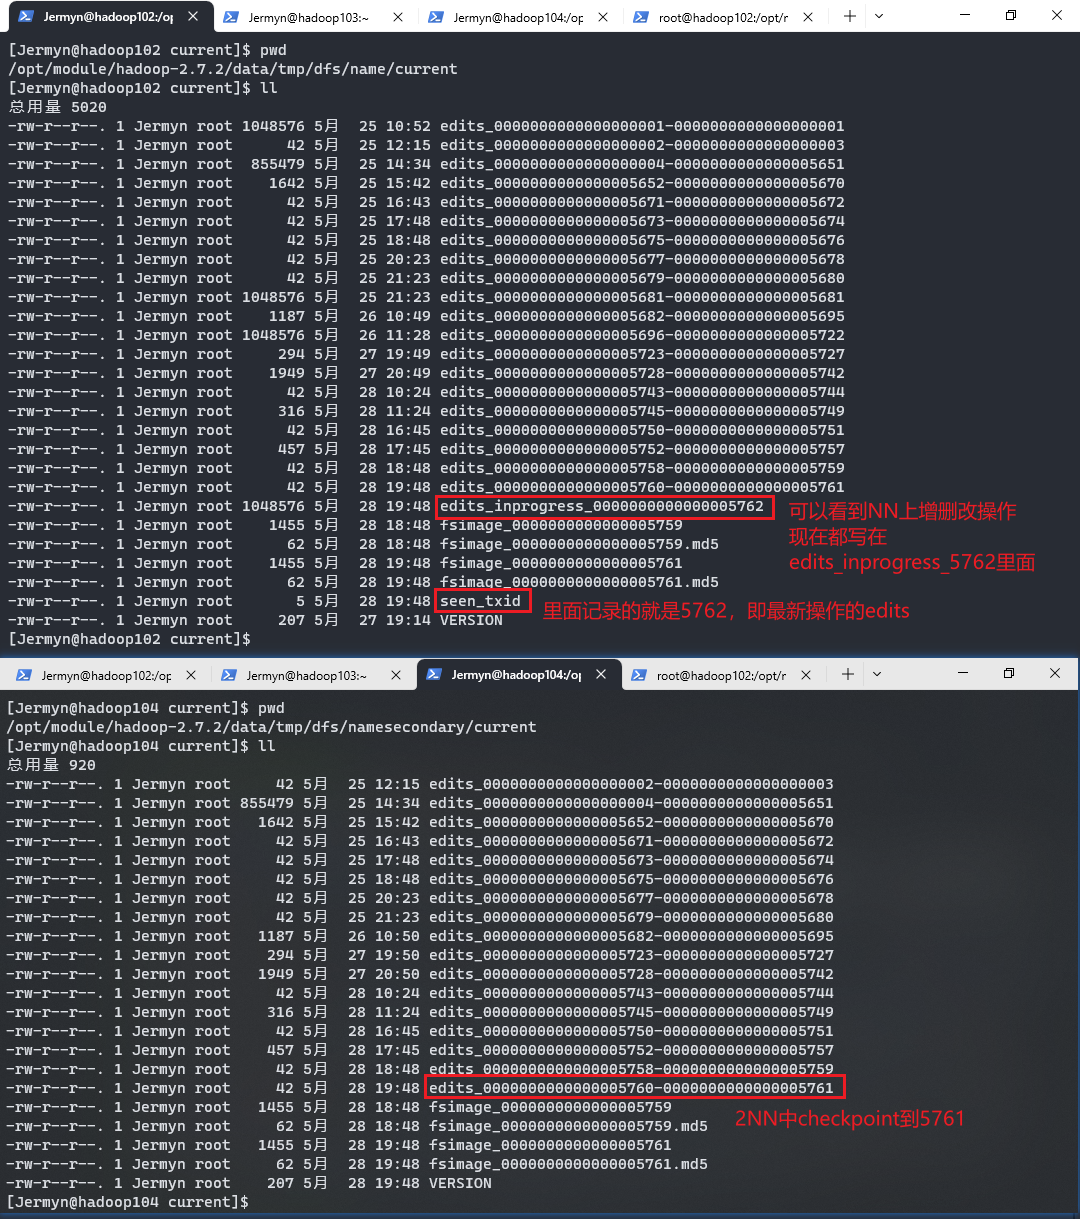 Jermyn@hadoop102:/op
Jermyn@hadoop103:~
Jermyn@hadoop104:/op
root@hadoop102:/opt/r
[Jermyn@hadoop102 current]$ pwd
/opt/module/hadoop-2.7.2/data/tmp/dfs/name/current
[Jermyn@hadoop102 current]$ ll
总用量 5020
-rw-r--r--. 1 Jermyn root 1048576 5月  25 10:52 edits_0000000000000000001-0000000000000000001
-rw-r--r--. 1 Jermyn root      42 5月  25 12:15 edits_0000000000000000002-0000000000000000003
-rw-r--r--. 1 Jermyn root  855479 5月  25 14:34 edits_0000000000000000004-0000000000000005651
-rw-r--r--. 1 Jermyn root    1642 5月  25 15:42 edits_0000000000000005652-0000000000000005670
-rw-r--r--. 1 Jermyn root      42 5月  25 16:43 edits_0000000000000005671-0000000000000005672
-rw-r--r--. 1 Jermyn root      42 5月  25 17:48 edits_0000000000000005673-0000000000000005674
-rw-r--r--. 1 Jermyn root      42 5月  25 18:48 edits_0000000000000005675-0000000000000005676
-rw-r--r--. 1 Jermyn root      42 5月  25 20:23 edits_0000000000000005677-0000000000000005678
-rw-r--r--. 1 Jermyn root      42 5月  25 21:23 edits_0000000000000005679-0000000000000005680
-rw-r--r--. 1 Jermyn root 1048576 5月  25 21:23 edits_0000000000000005681-0000000000000005681
-rw-r--r--. 1 Jermyn root    1187 5月  26 10:49 edits_0000000000000005682-0000000000000005695
-rw-r--r--. 1 Jermyn root 1048576 5月  26 11:28 edits_0000000000000005696-0000000000000005722
-rw-r--r--. 1 Jermyn root     294 5月  27 19:49 edits_0000000000000005723-0000000000000005727
-rw-r--r--. 1 Jermyn root    1949 5月  27 20:49 edits_0000000000000005728-0000000000000005742
-rw-r--r--. 1 Jermyn root      42 5月  28 10:24 edits_0000000000000005743-0000000000000005744
-rw-r--r--. 1 Jermyn root     316 5月  28 11:24 edits_0000000000000005745-0000000000000005749
-rw-r--r--. 1 Jermyn root      42 5月  28 16:45 edits_0000000000000005750-0000000000000005751
-rw-r--r--. 1 Jermyn root     457 5月  28 17:45 edits_0000000000000005752-0000000000000005757
-rw-r--r--. 1 Jermyn root      42 5月  28 18:48 edits_0000000000000005758-0000000000000005759
-rw-r--r--. 1 Jermyn root      42 5月  28 19:48 edits_0000000000000005760-0000000000000005761
-rw-r--r--. 1 Jermyn root 1048576 5月  28 19:48 edits_inprogress_0000000000000005762
-rw-r--r--. 1 Jermyn root    1455 5月  28 18:48 fsimage_0000000000000005759
-rw-r--r--. 1 Jermyn root      62 5月  28 18:48 fsimage_0000000000000005759.md5
-rw-r--r--. 1 Jermyn root    1455 5月  28 19:48 fsimage_0000000000000005761
-rw-r--r--. 1 Jermyn root      62 5月  28 19:48 fsimage_0000000000000005761.md5
-rw-r--r--. 1 Jermyn root       5 5月  28 19:48 seen_txid
-rw-r--r--. 1 Jermyn root     207 5月  27 19:14 VERSION
[Jermyn@hadoop102 current]$
可以看到NN上增删改操作
现在都写在
edits_inprogress_5762里面
里面记录的就是5762，即最新操作的edits
Jermyn@hadoop102:/op
Jermyn@hadoop103:~
Jermyn@hadoop104:/op
root@hadoop102:/opt/r
[Jermyn@hadoop104 current]$ pwd
/opt/module/hadoop-2.7.2/data/tmp/dfs/namesecondary/current
[Jermyn@hadoop104 current]$ ll
总用量 920
-rw-r--r--. 1 Jermyn root     42 5月  25 12:15 edits_0000000000000000002-0000000000000000003
-rw-r--r--. 1 Jermyn root 855479 5月  25 14:34 edits_0000000000000000004-0000000000000005651
-rw-r--r--. 1 Jermyn root   1642 5月  25 15:42 edits_0000000000000005652-0000000000000005670
-rw-r--r--. 1 Jermyn root     42 5月  25 16:43 edits_0000000000000005671-0000000000000005672
-rw-r--r--. 1 Jermyn root     42 5月  25 17:48 edits_0000000000000005673-0000000000000005674
-rw-r--r--. 1 Jermyn root     42 5月  25 18:48 edits_0000000000000005675-0000000000000005676
-rw-r--r--. 1 Jermyn root     42 5月  25 20:23 edits_0000000000000005677-0000000000000005678
-rw-r--r--. 1 Jermyn root     42 5月  25 21:23 edits_0000000000000005679-0000000000000005680
-rw-r--r--. 1 Jermyn root   1187 5月  26 10:50 edits_0000000000000005682-0000000000000005695
-rw-r--r--. 1 Jermyn root    294 5月  27 19:50 edits_0000000000000005723-0000000000000005727
-rw-r--r--. 1 Jermyn root   1949 5月  27 20:50 edits_0000000000000005728-0000000000000005742
-rw-r--r--. 1 Jermyn root     42 5月  28 10:24 edits_0000000000000005743-0000000000000005744
-rw-r--r--. 1 Jermyn root    316 5月  28 11:24 edits_0000000000000005745-0000000000000005749
-rw-r--r--. 1 Jermyn root     42 5月  28 16:45 edits_0000000000000005750-0000000000000005751
-rw-r--r--. 1 Jermyn root    457 5月  28 17:45 edits_0000000000000005752-0000000000000005757
-rw-r--r--. 1 Jermyn root     42 5月  28 18:48 edits_0000000000000005758-0000000000000005759
-rw-r--r--. 1 Jermyn root     42 5月  28 19:48 edits_0000000000000005760-0000000000000005761
-rw-r--r--. 1 Jermyn root   1455 5月  28 18:48 fsimage_0000000000000005759
-rw-r--r--. 1 Jermyn root     62 5月  28 18:48 fsimage_0000000000000005759.md5
-rw-r--r--. 1 Jermyn root   1455 5月  28 19:48 fsimage_0000000000000005761
-rw-r--r--. 1 Jermyn root     62 5月  28 19:48 fsimage_0000000000000005761.md5
-rw-r--r--. 1 Jermyn root    207 5月  28 19:48 VERSION
[Jermyn@hadoop104 current]$
2NN中checkpoint到5761